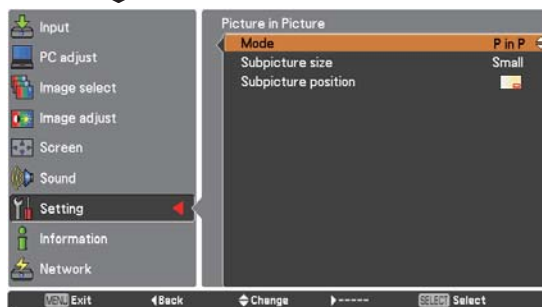 Input
PC adjust
Image select
Image adjust
Screen
Sound
Setting
Information
Network
Picture in Picture
Mode P in P
Subpicture size Small
Subpicture position
MENU Exit Back Change ----- SELECT Select